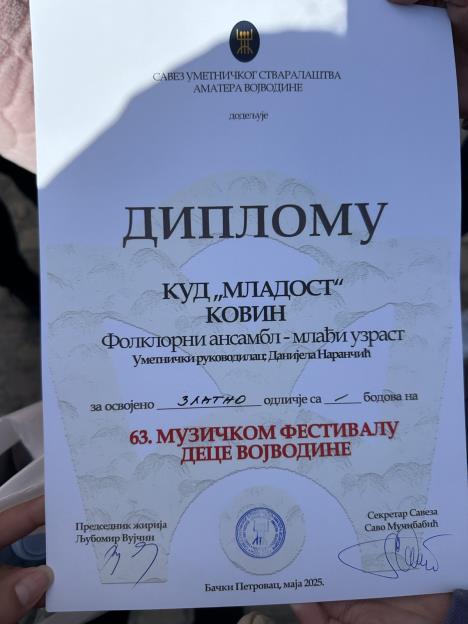 САВЕЗ УМЕТНИЧКОГ СТВАРАЛАШТВА
АМАТЕРА ВОЈВОДИНЕ
додељује
ДИПЛОМУ
КУД „МЛАДОСТ“
КОВИН
Фолклорни ансамбл - млађи узраст
Уметнички руководилац: Данијела Наранчић
за освојено ЗЛАТНО одличје са / бодова на
63. МУЗИЧКОМ ФЕСТИВАЛУ
ДЕЦЕ ВОЈВОДИНЕ
Председник жирија
Љубомир Вујчин
Секретар Савеза
Саво Мучибабић
Бачки Петровац, маја 2025.